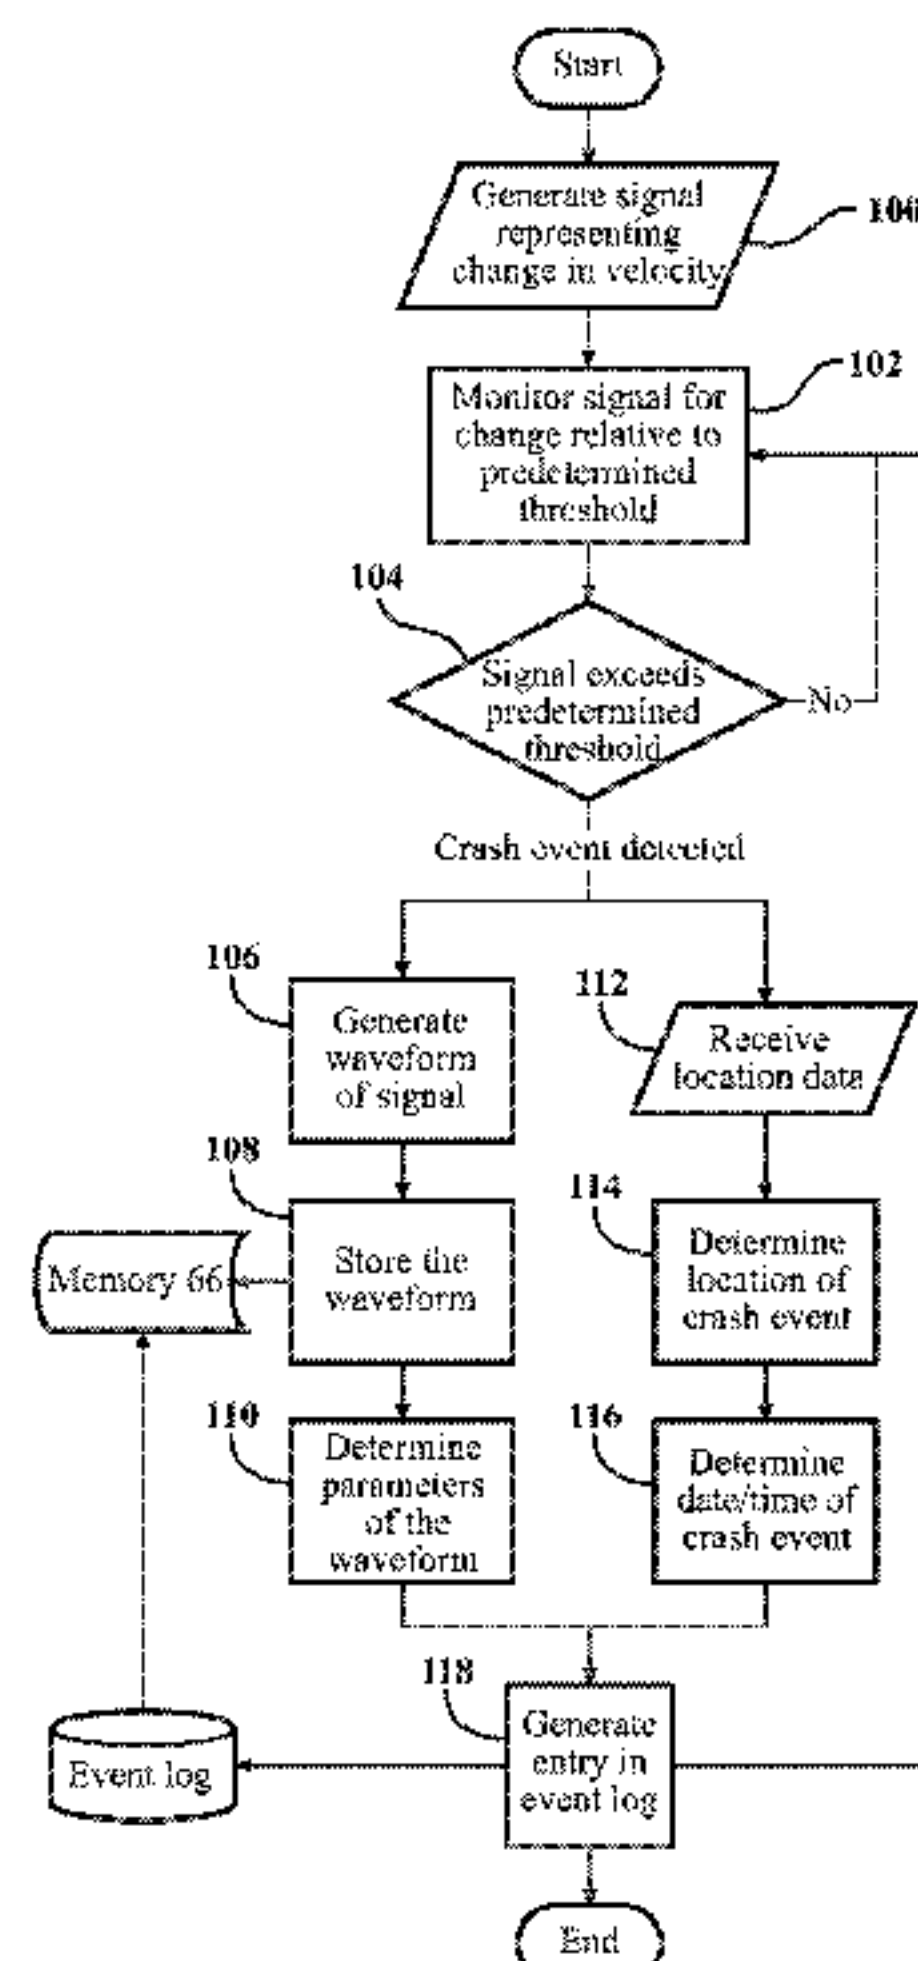 Start
Generate signal
representing
change in velocity
100
Monitor signal for
change relative to
predetermined
threshold
102
104
Signal exceeds
predetermined
threshold
No
Crash event detected
106
Generate
waveform
of signal
112
Receive
location data
108
Store the
waveform
Memory 66
114
Determine
location of
crash event
110
Determine
parameters
of the
waveform
116
Determine
date/time of
crash event
118
Generate
entry in
event log
Event log
End